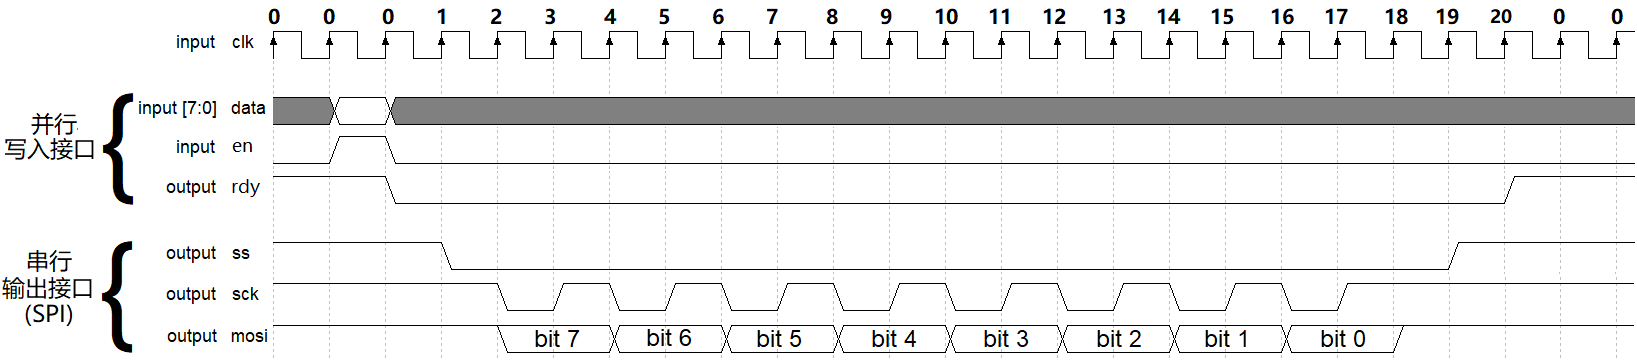 0 0 0 1 2 3 4 5 6 7 8 9 10 11 12 13 14 15 16 17 18 19 20 0 0
input clk
input [7:0] data
并行
写入接口
input en
output rdy
output ss
串行
输出接口
(SPI)
output sck
output mosi bit 7 bit 6 bit 5 bit 4 bit 3 bit 2 bit 1 bit 0